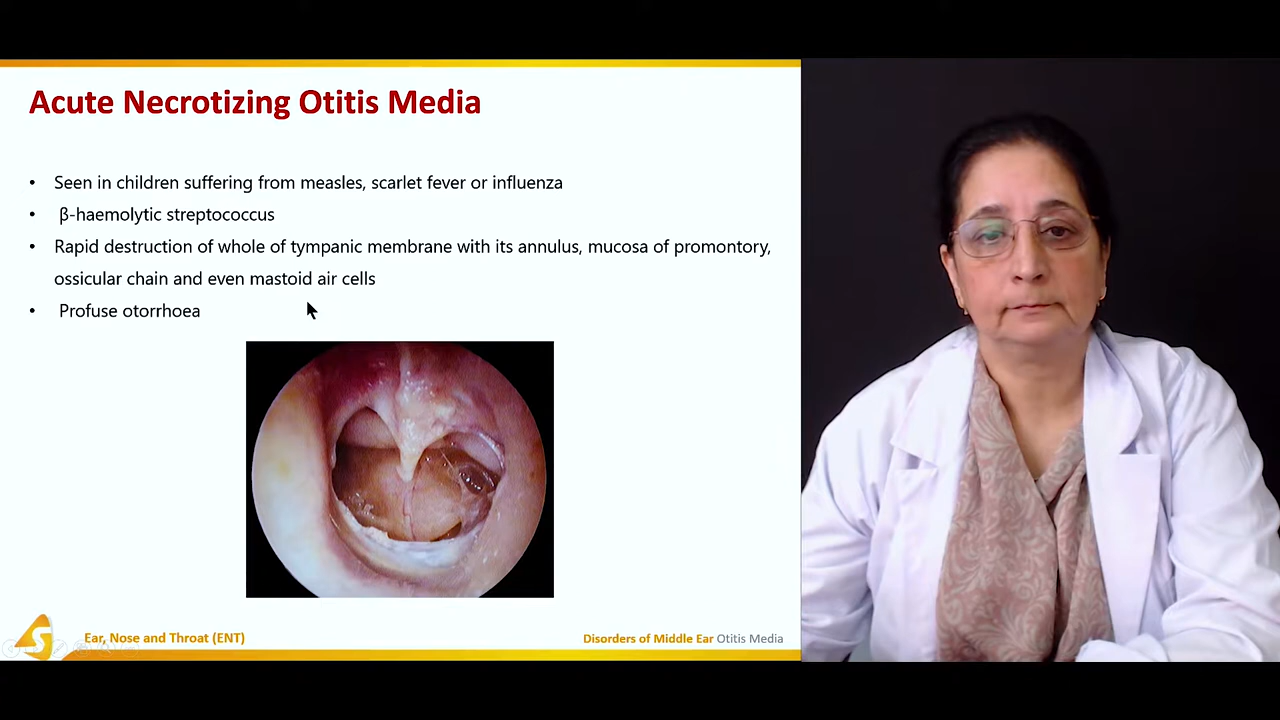 Acute Necrotizing Otitis Media
• Seen in children suffering from measles, scarlet fever or influenza
• β-haemolytic streptococcus
• Rapid destruction of whole of tympanic membrane with its annulus, mucosa of promontory,
ossicular chain and even mastoid air cells
• Profuse otorrhoea
S
Ear, Nose and Throat (ENT)
Disorders of Middle Ear Otitis Media